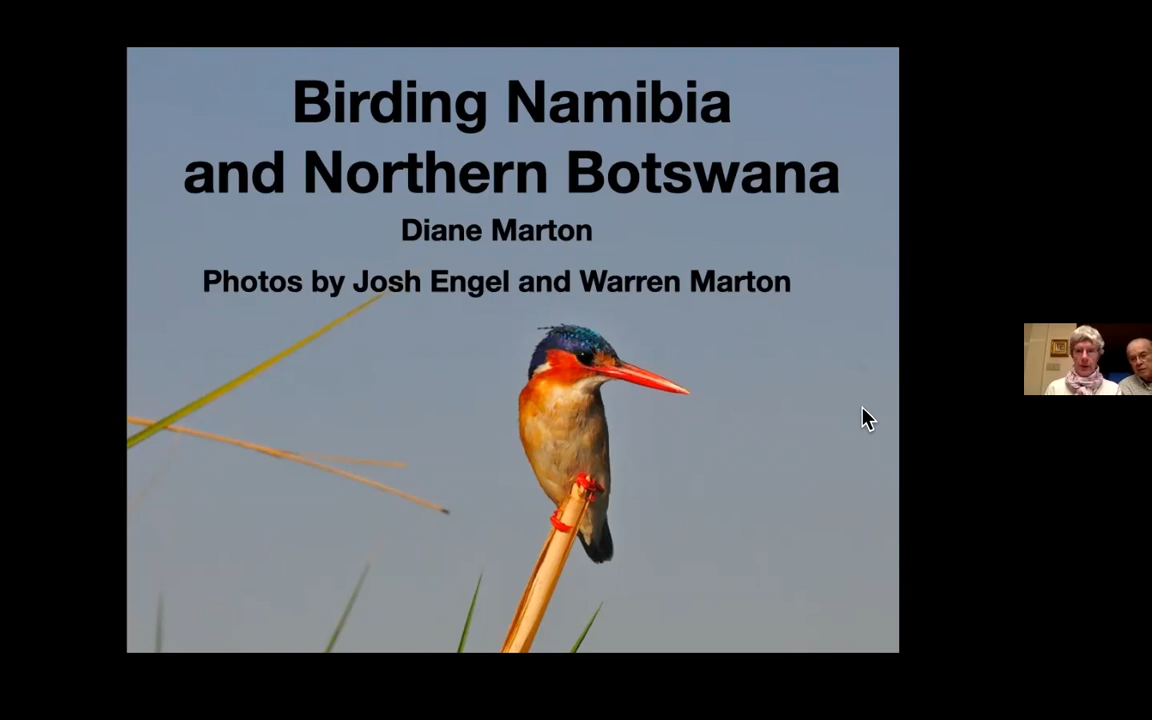 Birding Namibia
and Northern Botswana
Diane Marton
Photos by Josh Engel and Warren Marton